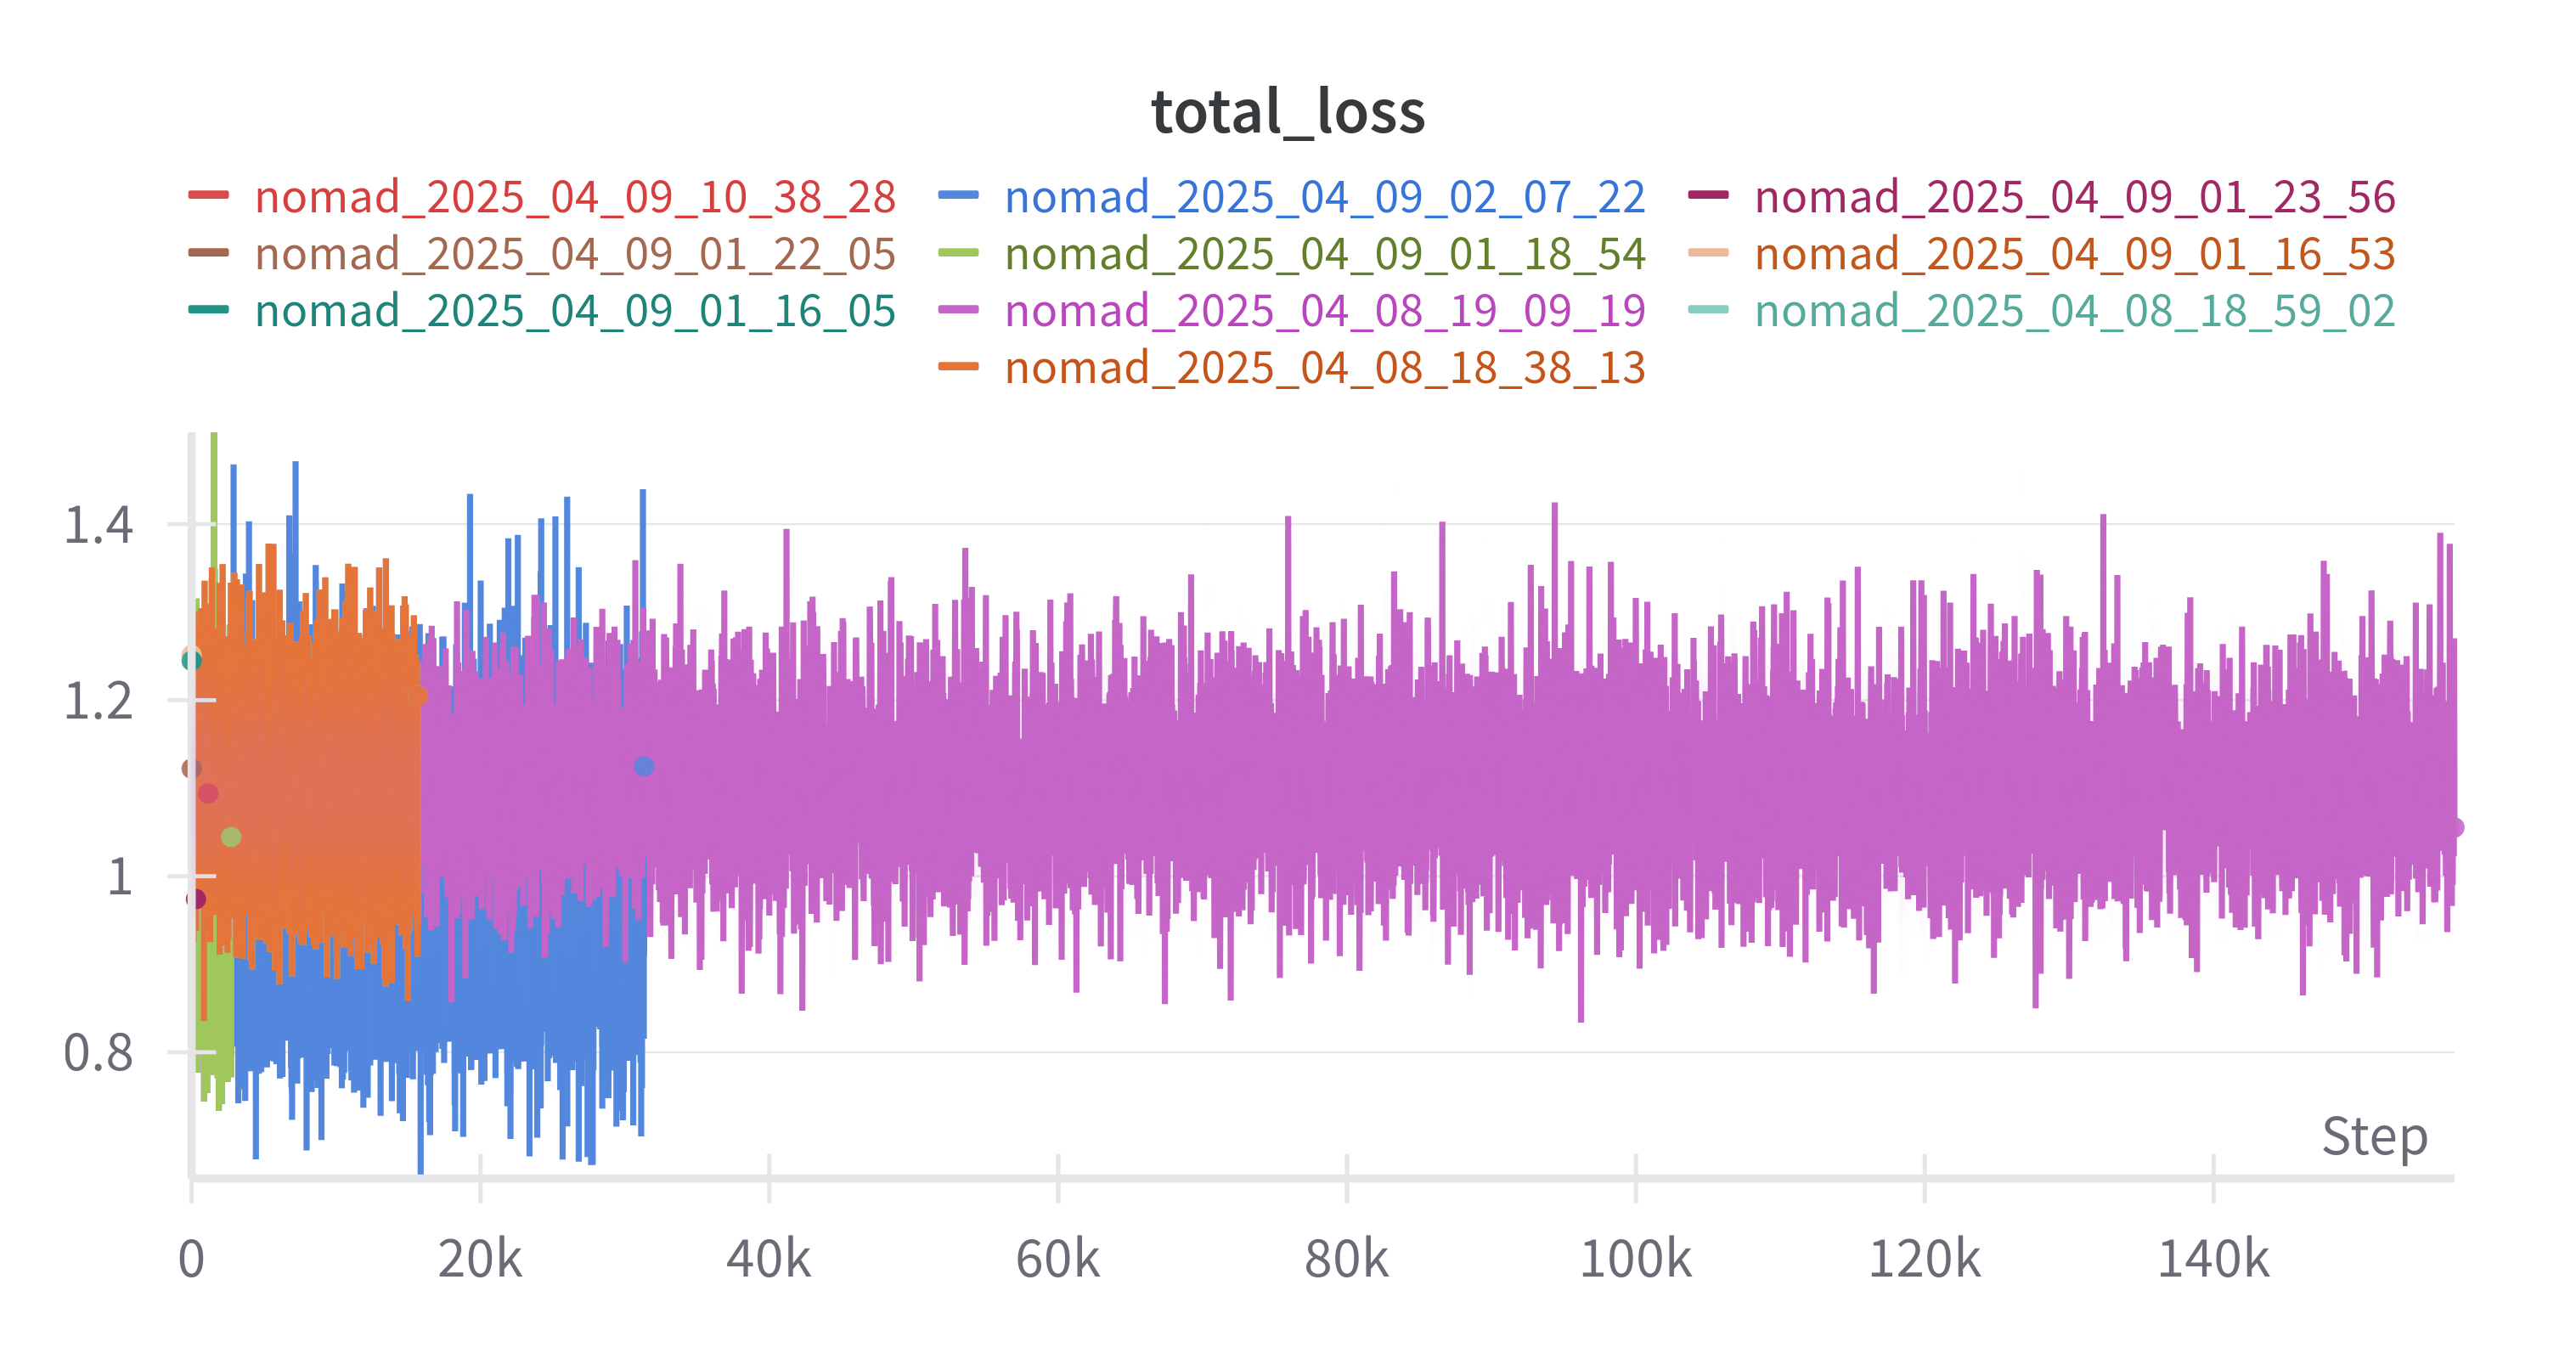 total_loss
nomad_2025_04_09_10_38_28 nomad_2025_04_09_02_07_22 nomad_2025_04_09_01_23_56
nomad_2025_04_09_01_22_05 nomad_2025_04_09_01_18_54 nomad_2025_04_09_01_16_53
nomad_2025_04_09_01_16_05 nomad_2025_04_08_19_09_19 nomad_2025_04_08_18_59_02
nomad_2025_04_08_18_38_13
1.4
1.2
1
0.8
Step
0 20k 40k 60k 80k 100k 120k 140k